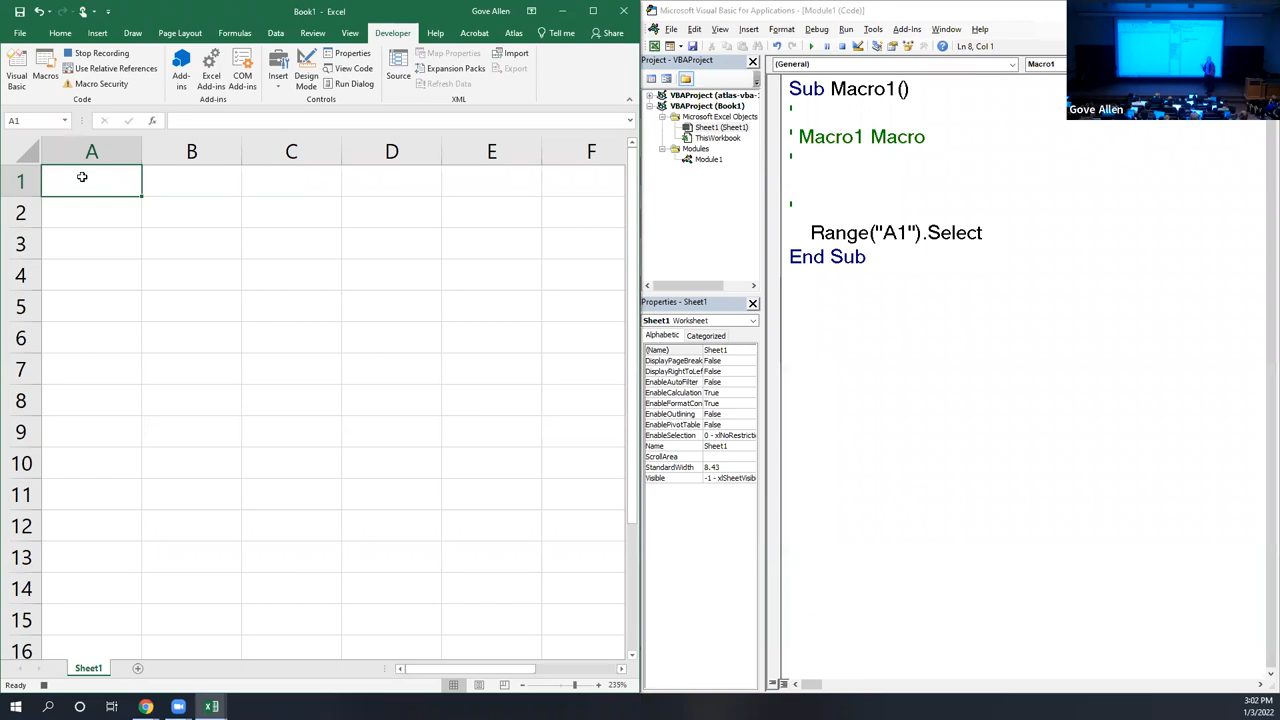 Book1 - Excel
Gove Allen
File
Home
Insert
Draw
Page Layout
Formulas
Data
Review
View
Developer
Help
Acrobat
Atlas
Tell me
Share
Visual Basic
Macros
Stop Recording
Use Relative References
Macro Security
Code
Add-ins
Excel Add-ins
COM Add-ins
Add-ins
Insert
Design Mode
Properties
View Code
Run Dialog
Controls
Source
Map Properties
Expansion Packs
Refresh Data
Import
Export
XML
A1
fx
A B C D E F
1
2
3
4
5
6
7
8
9
10
11
12
13
14
15
16
Sheet1
Ready
235%
Microsoft Visual Basic for Applications - [Module1 (Code)]
File Edit View Insert Format Debug Run Tools Add-Ins Window Help
Ln 8, Col 1
Project - VBAProject
VBAProject (atlas-vba-
VBAProject (Book1)
Microsoft Excel Objects
Sheet1 (Sheet1)
ThisWorkbook
Modules
Module1
Properties - Sheet1
Sheet1 Worksheet
Alphabetic Categorized
(Name) Sheet1
DisplayPageBreak False
DisplayRightToLef False
EnableAutoFilter False
EnableCalculation True
EnableFormatCon True
EnableOutlining False
EnablePivotTable False
EnableSelection 0 - xlNoRestricti
Name Sheet1
ScrollArea
StandardWidth 8.43
Visible -1 - xlSheetVisib
(General)
Macro1
Sub Macro1()
'
' Macro1 Macro
'
'
Range("A1").Select
End Sub
Gove Allen
3:02 PM
1/3/2022